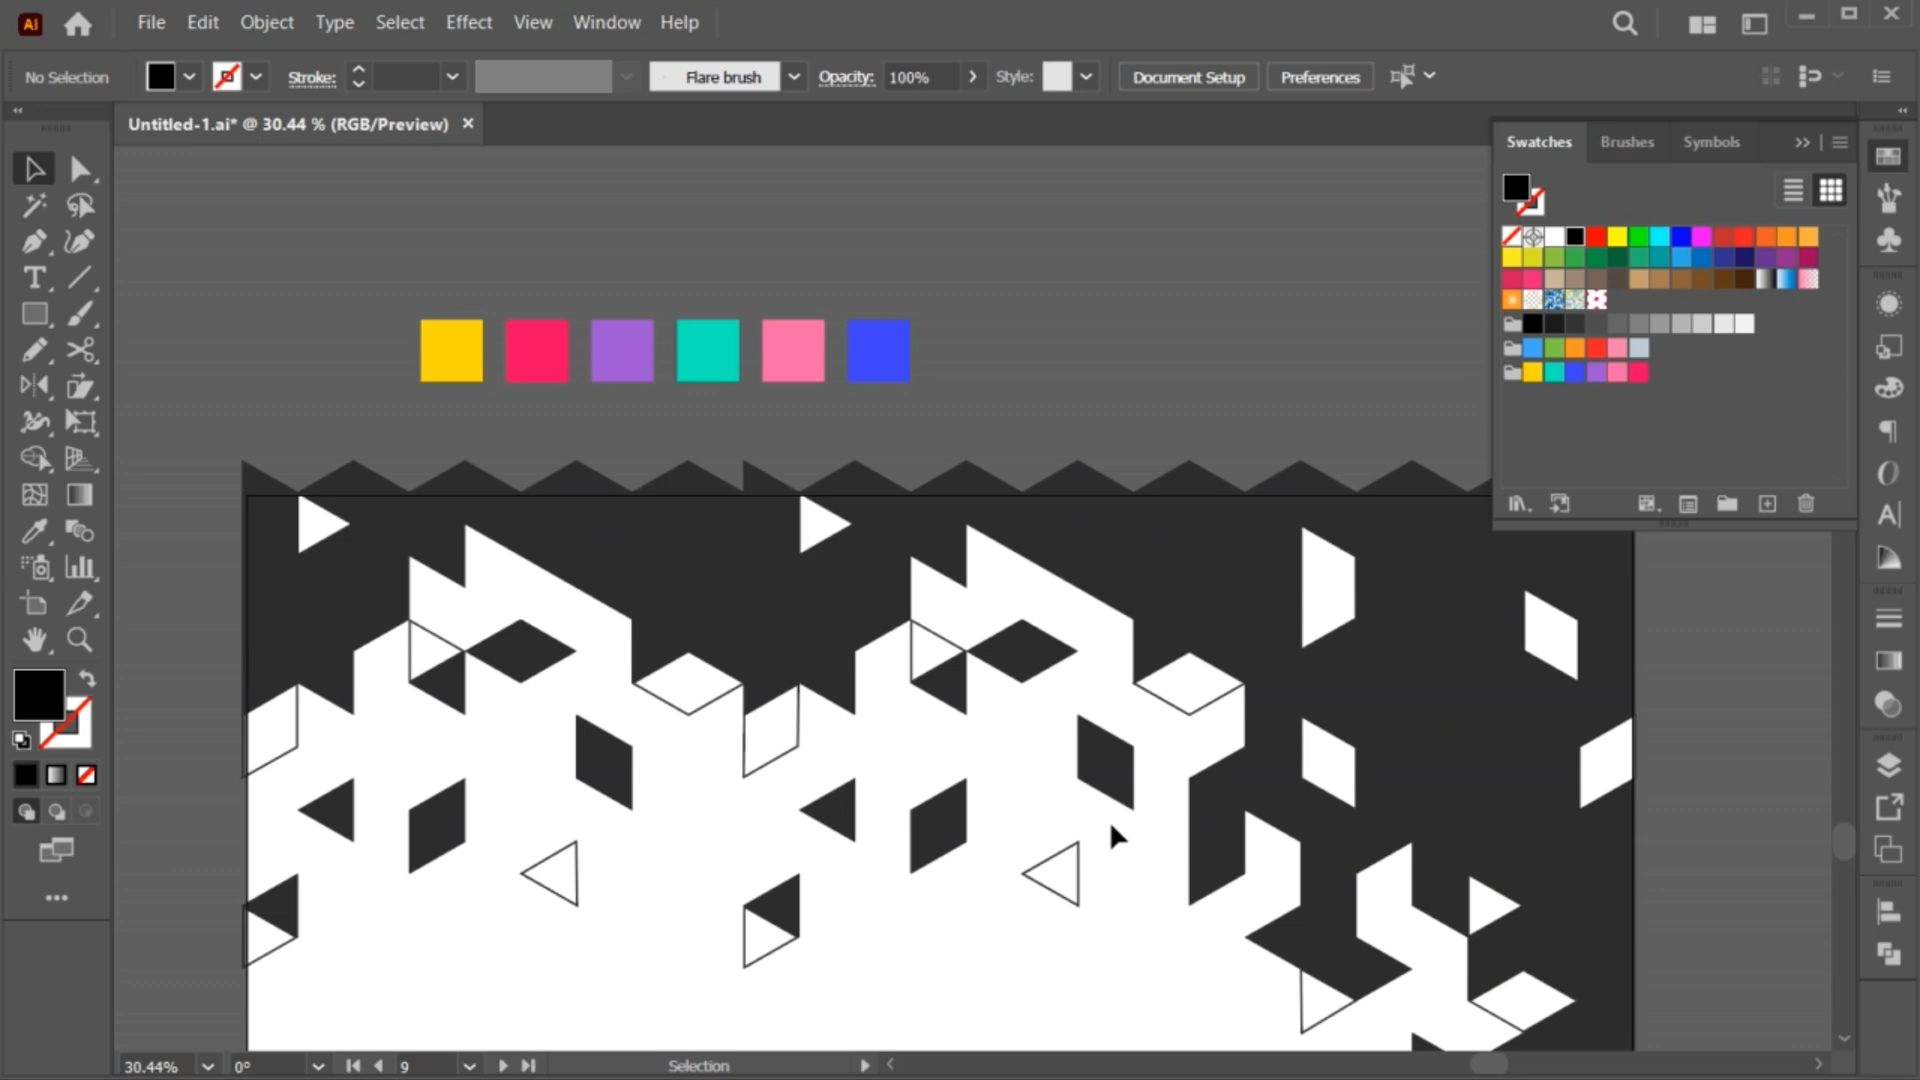 Ai File Edit Object Type Select Effect View Window Help
No Selection Stroke: Flare brush Opacity: 100% Style: Document Setup Preferences
Untitled-1.ai* @ 30.44 % (RGB/Preview) ×
Swatches Brushes Symbols
30.44% 0° 9 Selection